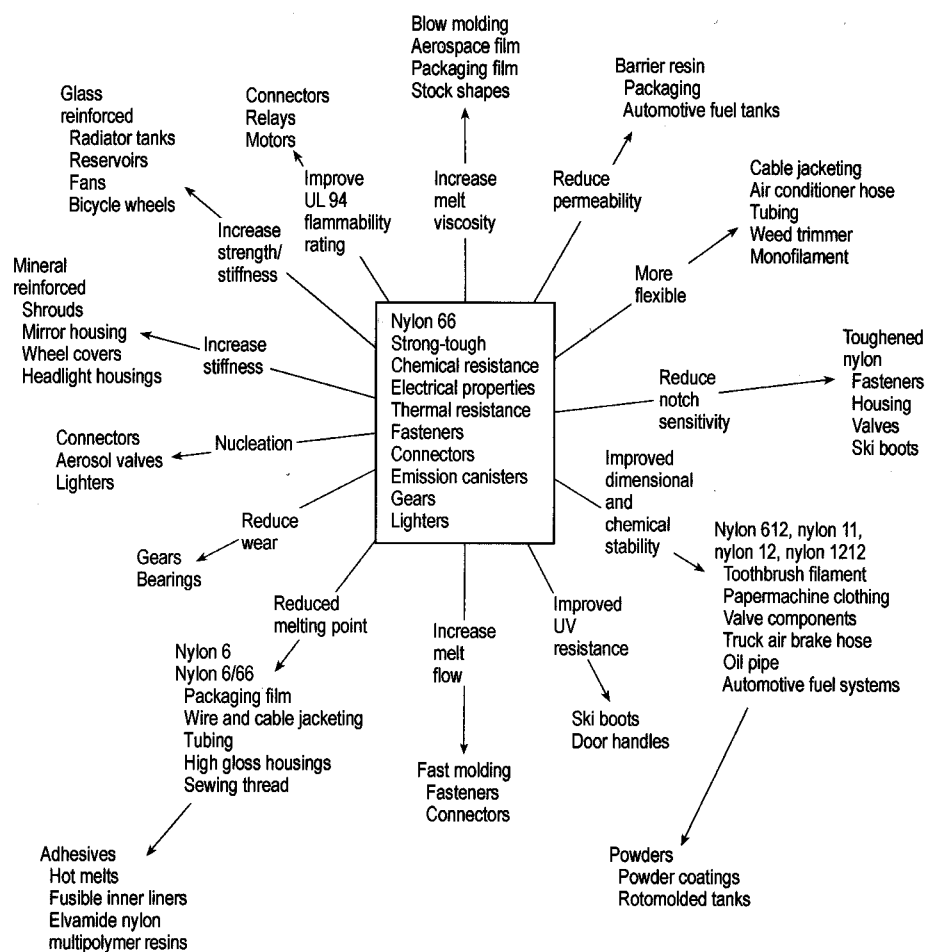 Blow molding
Aerospace film
Packaging film
Stock shapes
Barrier resin
Packaging
Automotive fuel tanks
Glass
reinforced
Radiator tanks
Reservoirs
Fans
Bicycle wheels
Connectors
Relays
Motors
Improve
UL 94
flammability
rating
Increase
melt
viscosity
Reduce
permeability
Cable jacketing
Air conditioner hose
Tubing
Weed trimmer
Monofilament
Increase
strength/
stiffness
More
flexible
Mineral
reinforced
Shrouds
Mirror housing
Wheel covers
Headlight housings
Increase
stiffness
Nylon 66
Strong-tough
Chemical resistance
Electrical properties
Thermal resistance
Fasteners
Connectors
Emission canisters
Gears
Lighters
Reduce
notch
sensitivity
Toughened
nylon
Fasteners
Housing
Valves
Ski boots
Connectors
Aerosol valves
Lighters
Nucleation
Improved
dimensional
and
chemical
stability
Reduce
wear
Gears
Bearings
Nylon 612, nylon 11,
nylon 12, nylon 1212
Toothbrush filament
Papermachine clothing
Valve components
Truck air brake hose
Oil pipe
Automotive fuel systems
Reduced
melting point
Increase
melt
flow
Improved
UV
resistance
Nylon 6
Nylon 6/66
Packaging film
Wire and cable jacketing
Tubing
High gloss housings
Sewing thread
Ski boots
Door handles
Fast molding
Fasteners
Connectors
Adhesives
Hot melts
Fusible inner liners
Elvamide nylon
multipolymer resins
Powders
Powder coatings
Rotomolded tanks